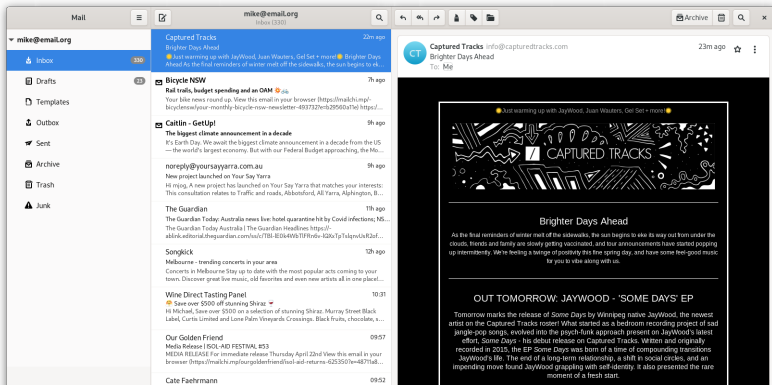 Mail
mike@email.org
Inbox (330)
Archive
mike@email.org
Inbox 330
Drafts 23
Templates
Outbox
Sent
Archive
Trash
Junk
Captured Tracks 22m ago
Brighter Days Ahead
🌞Just warming up with JayWood, Juan Wauters, Gel Set + more!🌞 Brighter Days
Ahead As the final reminders of winter melt off the sidewalks, the sun begins to ek...
Bicycle NSW 7h ago
Rail trails, budget spending and an OAM 💥🚲
Your bike news round up. View this email in your browser (https://mailchi.mp/-
bicyclensw/your-monthly-bicycle-nsw-newsletter-4937327
Caitlin - GetUp! 9h ago
The biggest climate announcement in a decade
It's Earth Day. We await the biggest climate announcement in a decade from the US
— the world's largest economy. But with our Federal Budget approaching, the Mo...
noreply@yoursayyarra.com.au 9h ago
New project launched on Your Say Yarra
Hi mjog, A new project has launched on Your Say Yarra that matches your interests:
This consultation relates to Traffic and roads, Abbotsford, All Yarra, Alphington, B...
The Guardian 11h ago
The Guardian Today: Australia news live: hotel quarantine hit by Covid infections; NS...
The Guardian Today Australia | The Guardian Headlines https://-
Songkick 12h ago
Melbourne - trending concerts in your area
Concerts in Melbourne Stay up to date with the most popular acts coming to your
town. Discover great live music, old favorites and even new artists all in one placel...
Wine Direct Tasting Panel 10:31
🥳 Save over $500 off stunning Shiraz 🍷
Hi Michael, Save over $500 on a selection of stunning Shiraz. Murray Street Black
Label, Curtis Limited and Lone Palm Vineyards Crossings. Black fruits, chocolate, s...
Our Golden Friend 09:57
Media Release | ISOL-AID FESTIVAL #53
MEDIA RELEASE For immediate release Thursday April 22nd View this email in your
Cate Faehrmann 09:52
CT
Captured Tracks info@capturedtracks.com 23m ago
Brighter Days Ahead
To: Me
🌞Just warming up with JayWood, Juan Wauters, Gel Set + more!🌞
CAPTURED TRACKS
Brighter Days Ahead
As the final reminders of winter melt off the sidewalks, the sun begins to eke its way out from under the
clouds, friends and family are slowly getting vaccinated, and tour announcements have started popping
up intermittently. We're feeling a twinge of positivity this fine spring day, and have some feel-good music
for you to vibe along with us.
OUT TOMORROW: JAYWOOD - 'SOME DAYS' EP
Tomorrow marks the release of Some Days by Winnipeg native JayWood, the newest
artist on the Captured Tracks roster! What started as a bedroom recording project of sad
jangle-pop songs, evolved into the psych-funk approach present on JayWood's latest
effort, Some Days - his debut release on Captured Tracks. Written and originally
recorded in 2015, the EP Some Days was born of a time of compounding transitions
JayWood's life. The end of a long-term relationship, a shift in social circles, and an
impending move found JayWood grappling with self-identity. It also presented the rare
moment of a fresh start.